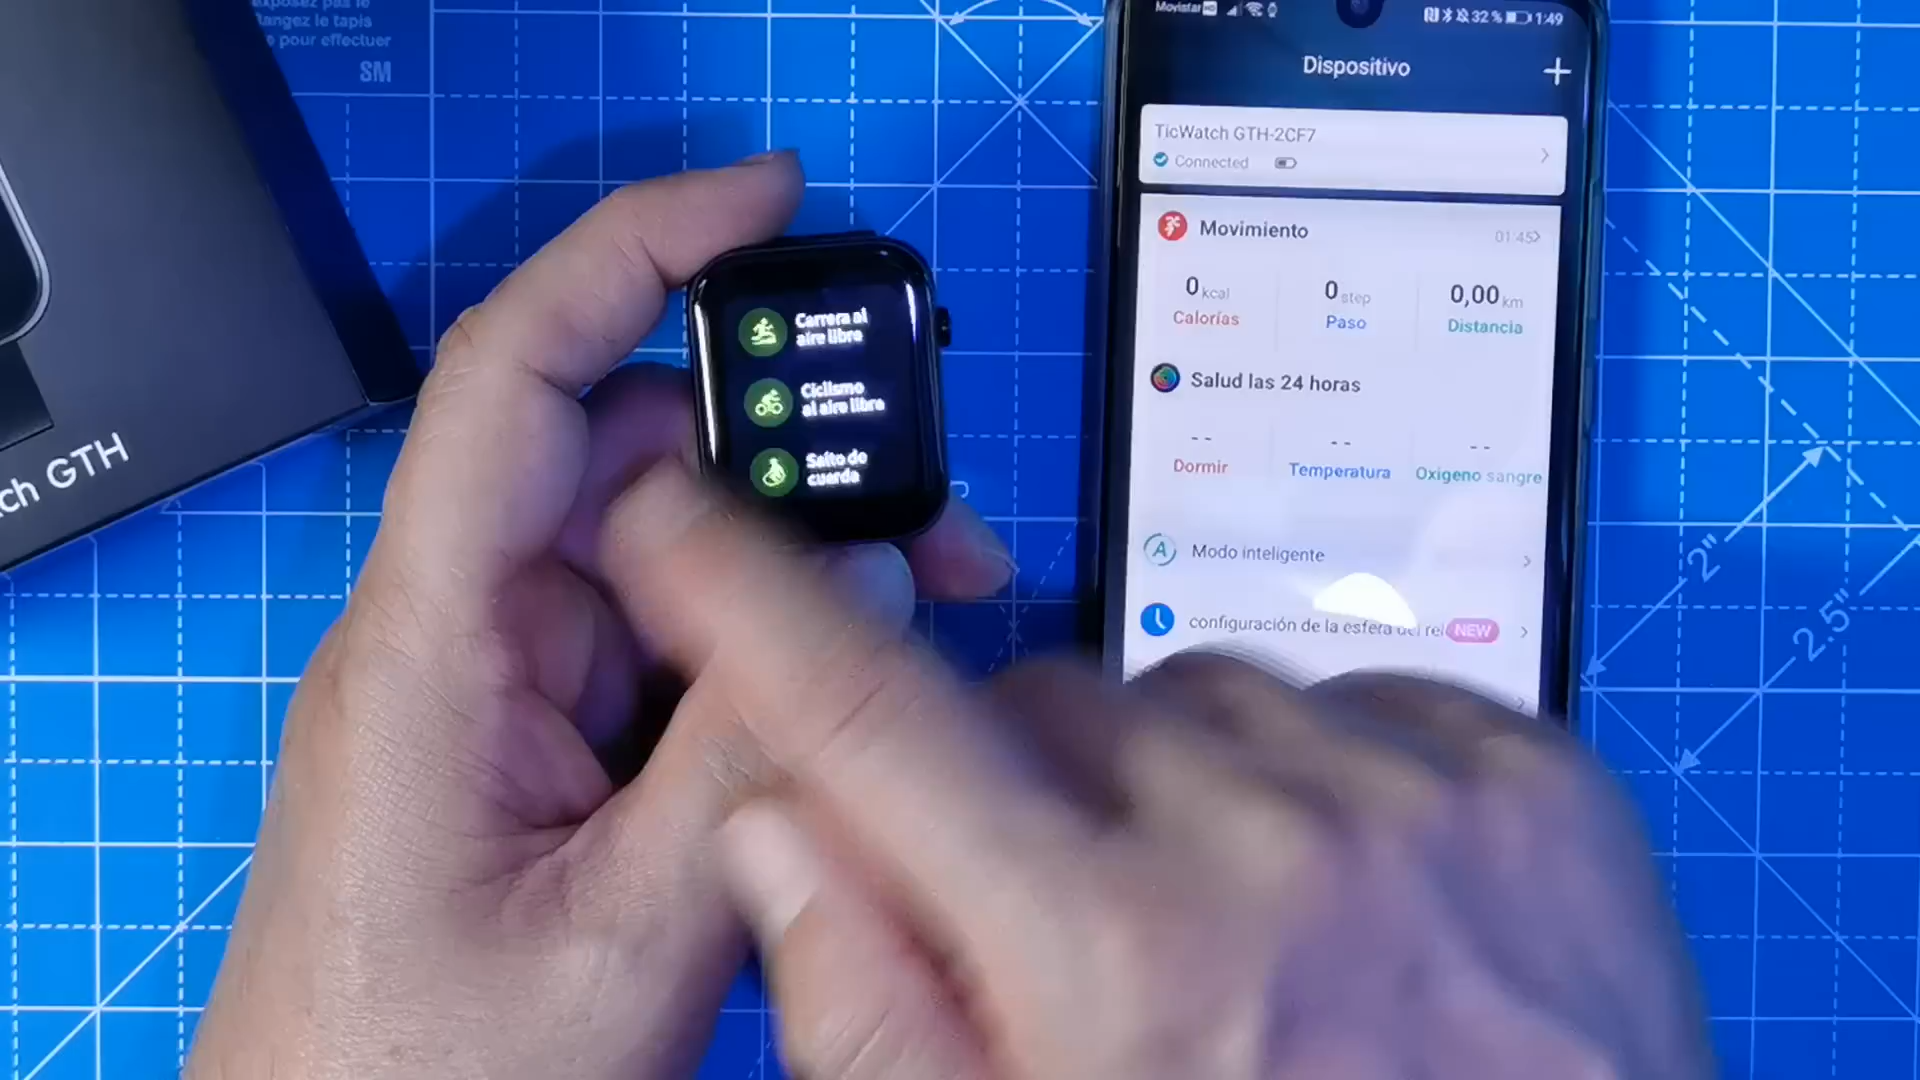 exposez pas le
Rangez le tapis
pour effectuer
SM
ch GTH
Carrera al
aire libre
Ciclismo
al aire libre
Salto de
cuerda
Movistar
32 %
1:49
Dispositivo
+
TicWatch GTH-2CF7
Connected
Movimiento
01:45
0 kcal
Calorías
0 step
Paso
0,00 km
Distancia
Salud las 24 horas
--
Dormir
--
Temperatura
--
Oxigeno sangre
A
Modo inteligente
configuración de la esfera del rel
NEW
2"
2.5"